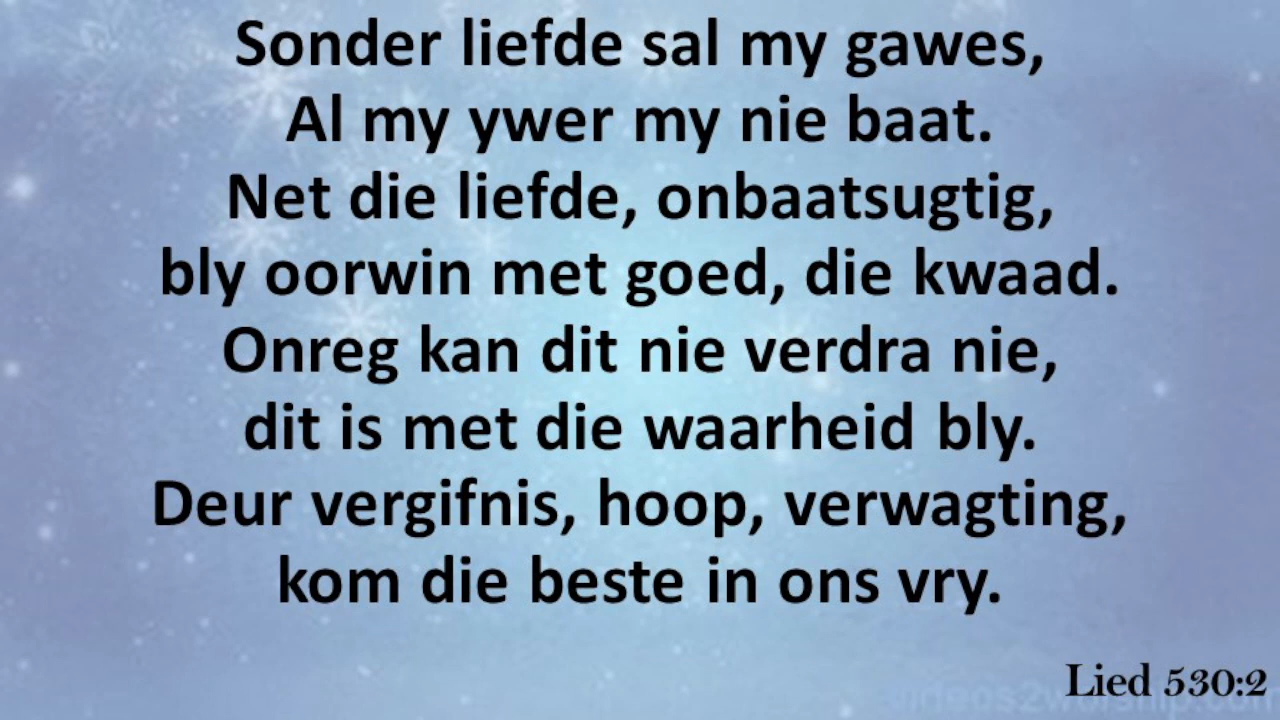 Sonder liefde sal my gawes,
Al my ywer my nie baat.
Net die liefde, onbaatsugtig,
bly oorwin met goed, die kwaad.
Onreg kan dit nie verdra nie,
dit is met die waarheid bly.
Deur vergifnis, hoop, verwagting,
kom die beste in ons vry.
Lied 530:2
videos2worship.com